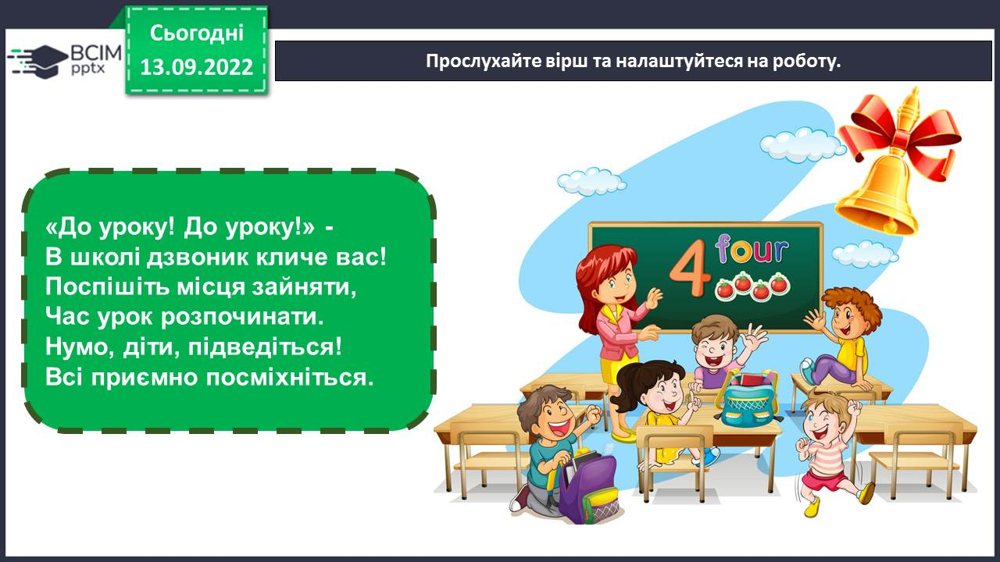 Сьогодні
13.09.2022
ВСІМ
pptx
Прослухайте вірш та налаштуйтеся на роботу.
«До уроку! До уроку!» -
В школі дзвоник кличе вас!
Поспішіть місця зайняти,
Час урок розпочинати.
Нумо, діти, підведіться!
Всі приємно посміхніться.
4 four